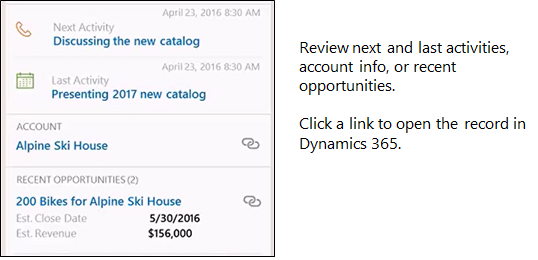 April 23, 2016 8:30 AM
Next Activity
Discussing the new catalog
April 23, 2016 8:30 AM
Last Activity
Presenting 2017 new catalog
ACCOUNT
Alpine Ski House
RECENT OPPORTUNITIES (2)
200 Bikes for Alpine Ski House
Est. Close Date 5/30/2016
Est. Revenue $156,000
Review next and last activities,
account info, or recent
opportunities.
Click a link to open the record in
Dynamics 365.